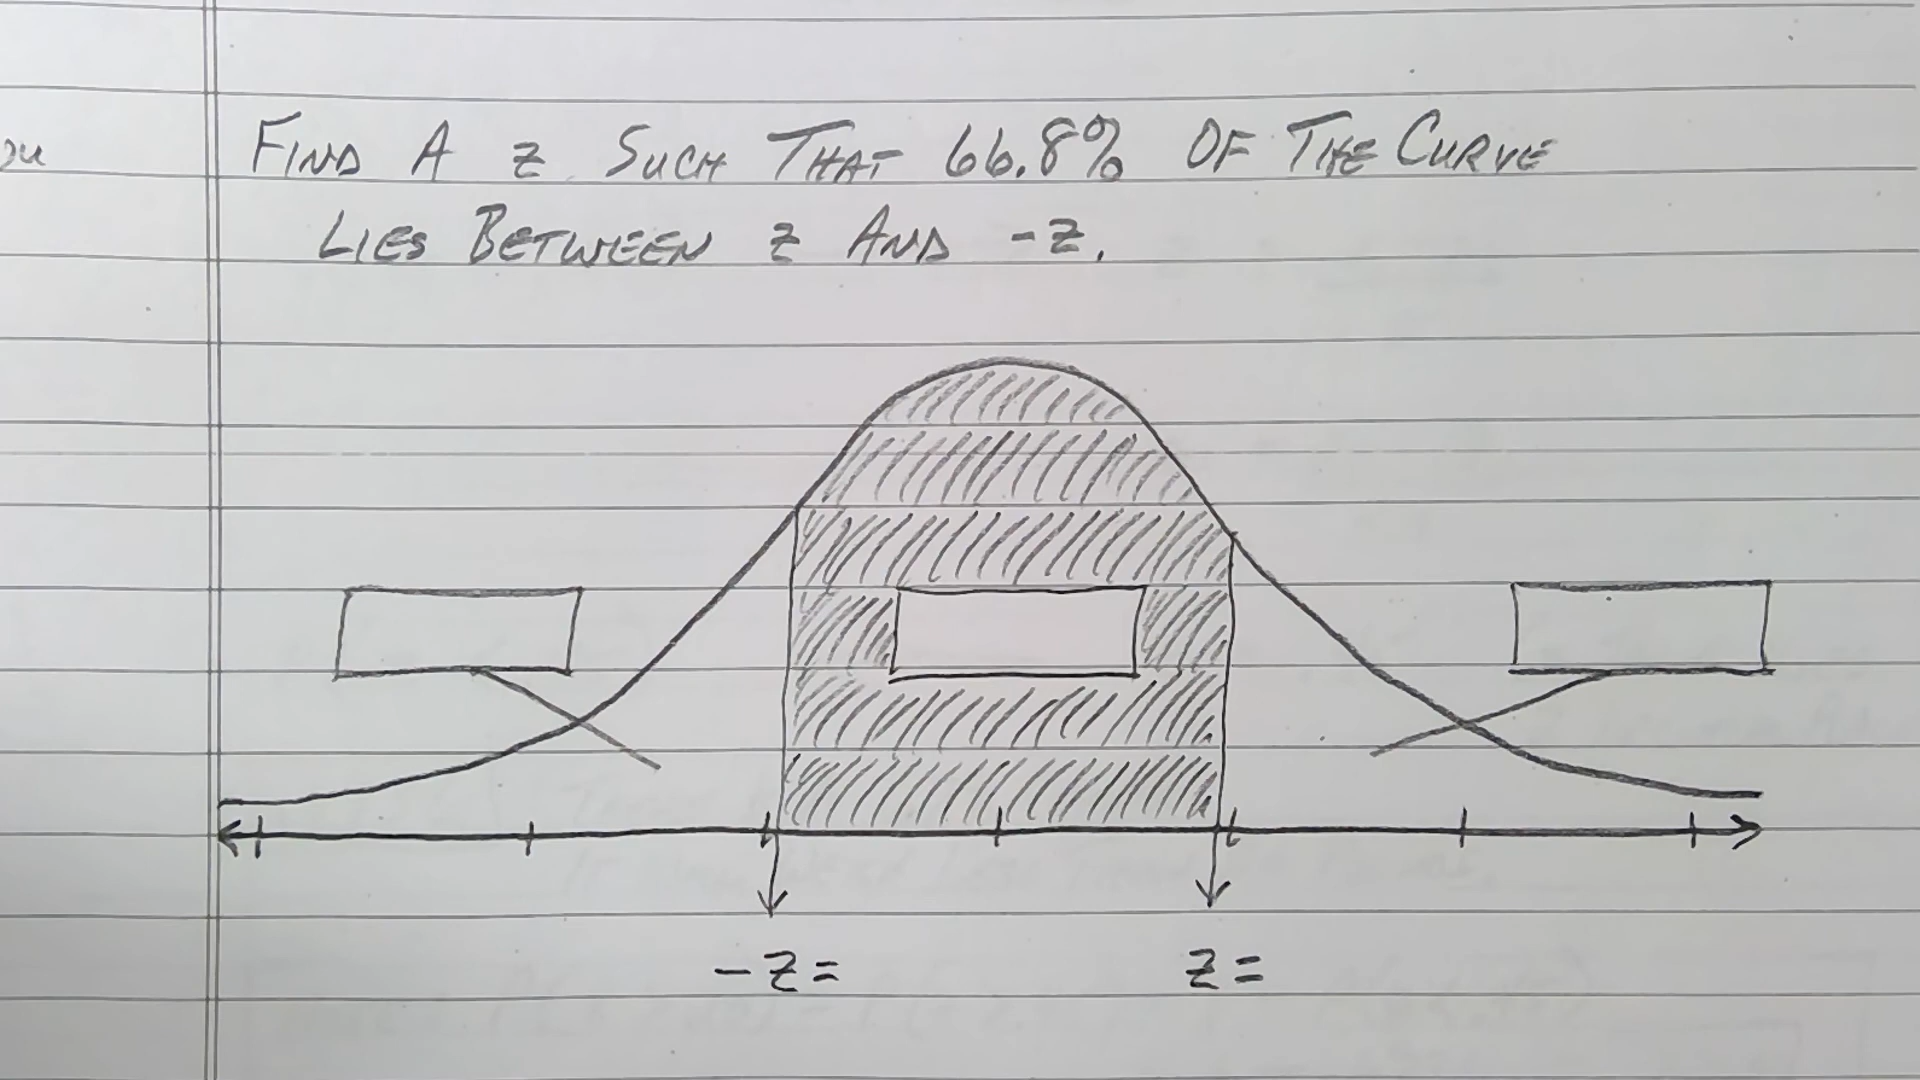 FIND A z SUCH THAT 66.8% OF THE CURVE
LIES BETWEEN z AND -z.
-z=
z=